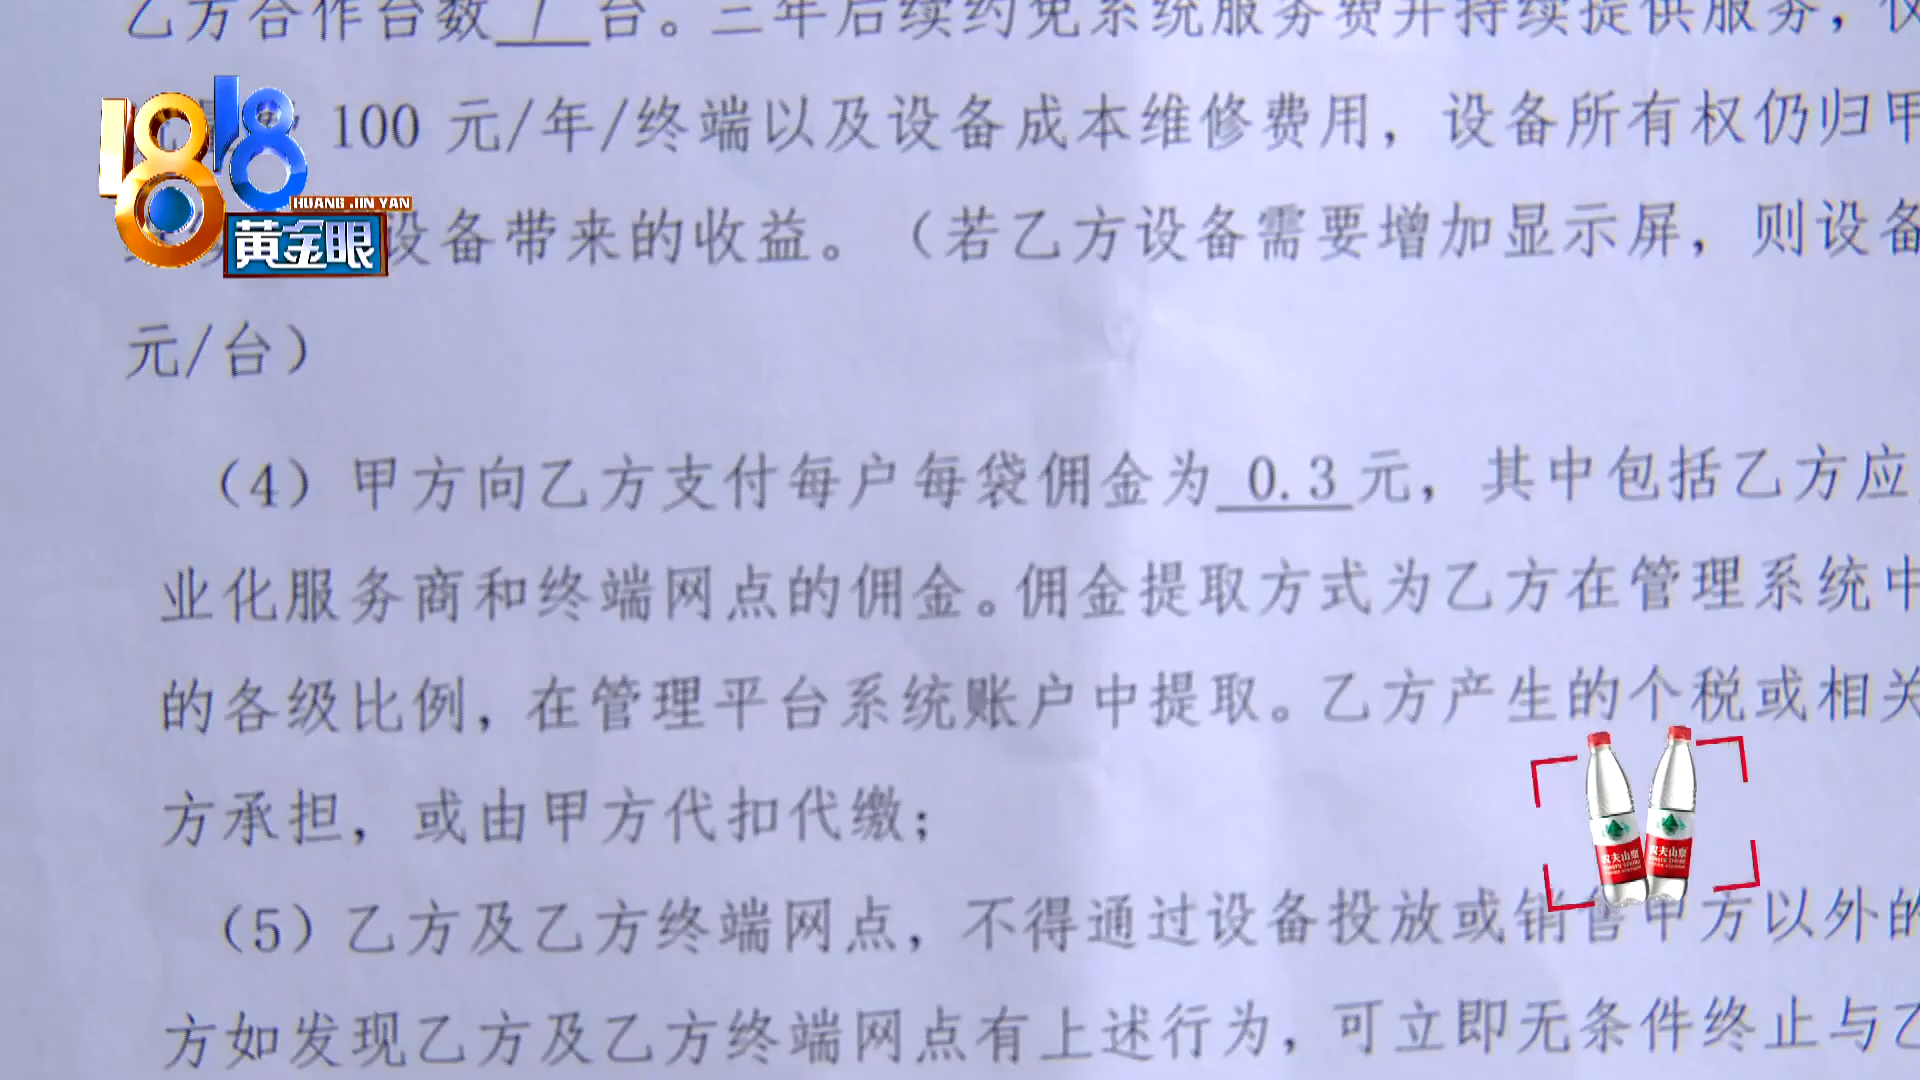 乙方合作台数 / 台。三年后续约免系统服务费并持续提供服务，仅
100 元/年/终端以及设备成本维修费用，设备所有权仍归甲
设备带来的收益。（若乙方设备需要增加显示屏，则设备
元/台）
（4）甲方向乙方支付每户每袋佣金为 0.3 元，其中包括乙方应
业化服务商和终端网点的佣金。佣金提取方式为乙方在管理系统中
的各级比例，在管理平台系统账户中提取。乙方产生的个税或相关
方承担，或由甲方代扣代缴；
（5）乙方及乙方终端网点，不得通过设备投放或销售甲方以外的
方如发现乙方及乙方终端网点有上述行为，可立即无条件终止与乙
1818
HUANG JIN YAN
黄金眼
农夫山泉
农夫山泉